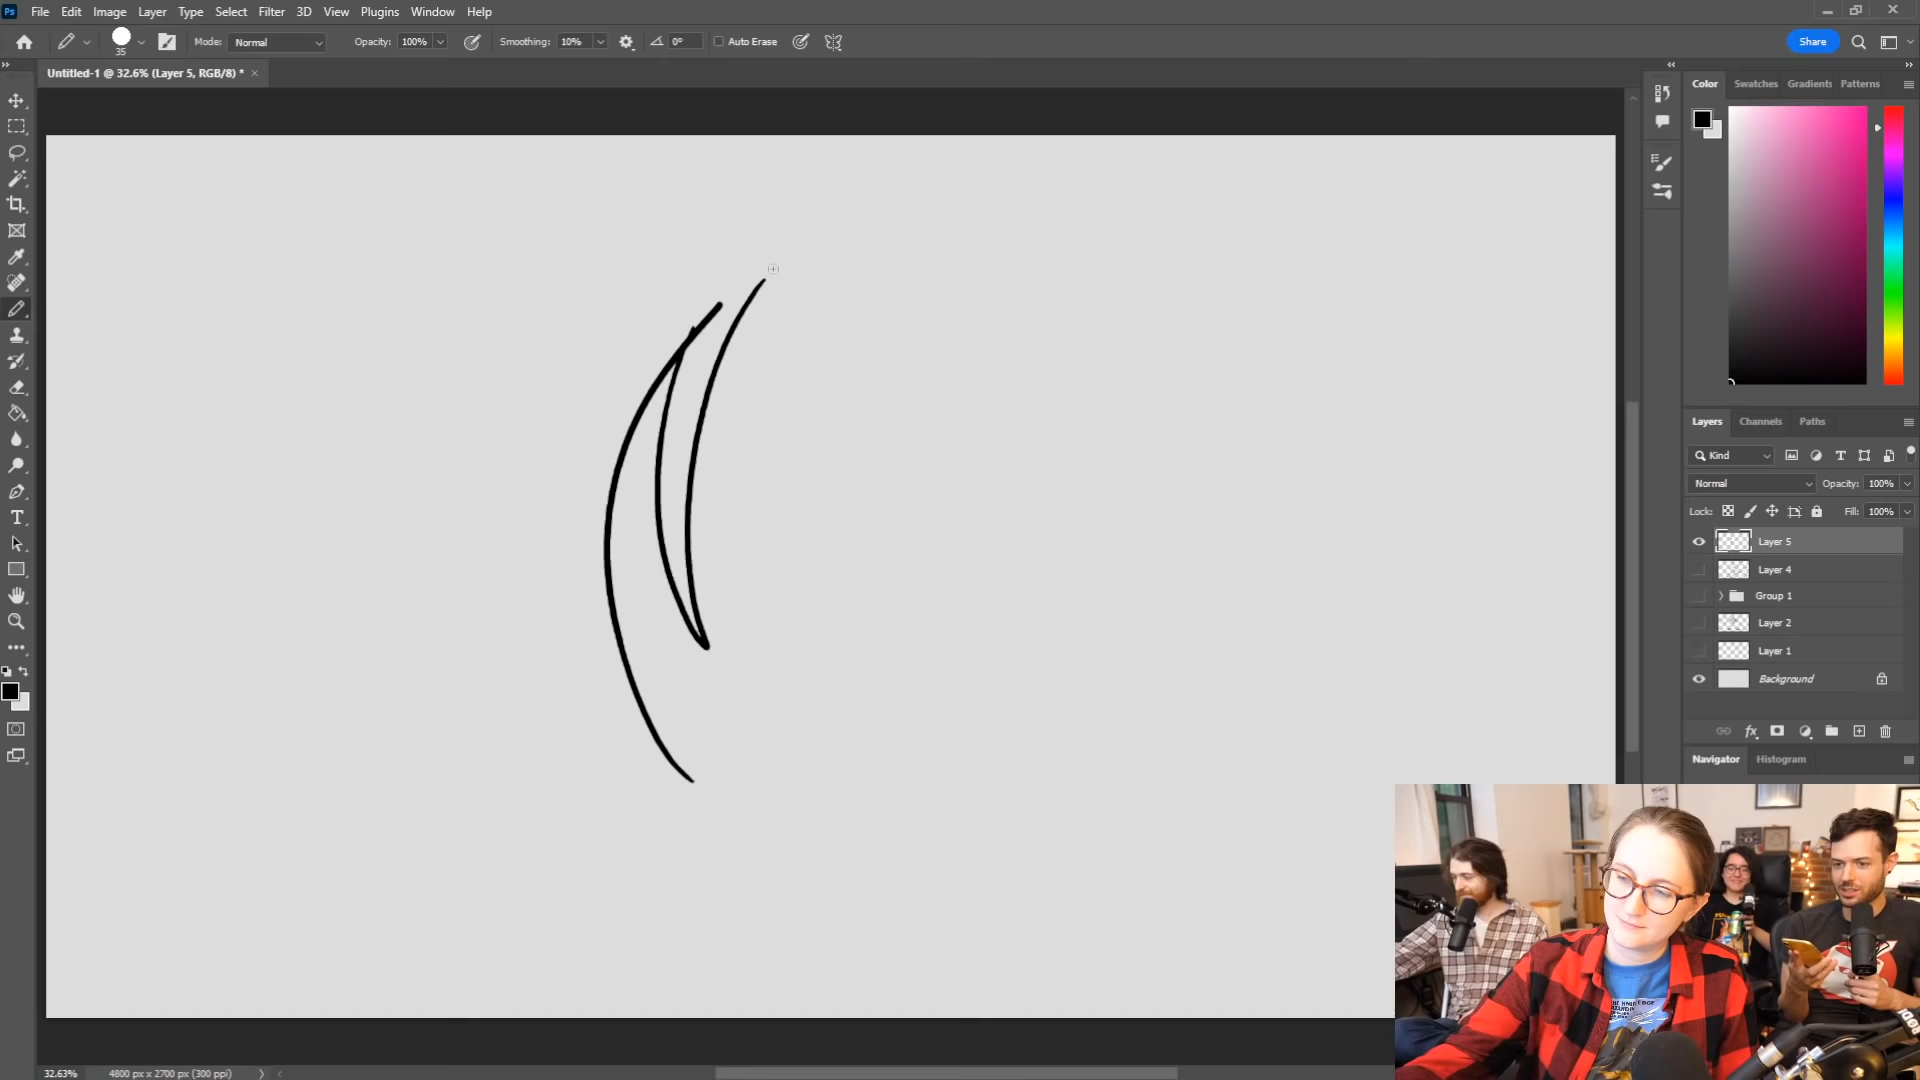 Ps File Edit Image Layer Type Select Filter 3D View Plugins Window Help
35 Mode: Normal Opacity: 100% Smoothing: 10% 0° Auto Erase Share
Untitled-1 @ 32.6% (Layer 5, RGB/8) *
Color Swatches Gradients Patterns
Layers Channels Paths
Kind
Normal Opacity: 100%
Lock: Fill: 100%
Layer 5
Layer 4
Group 1
Layer 2
Layer 1
Background
fx
Navigator Histogram
32.63% 4800 px x 2700 px (300 ppi)